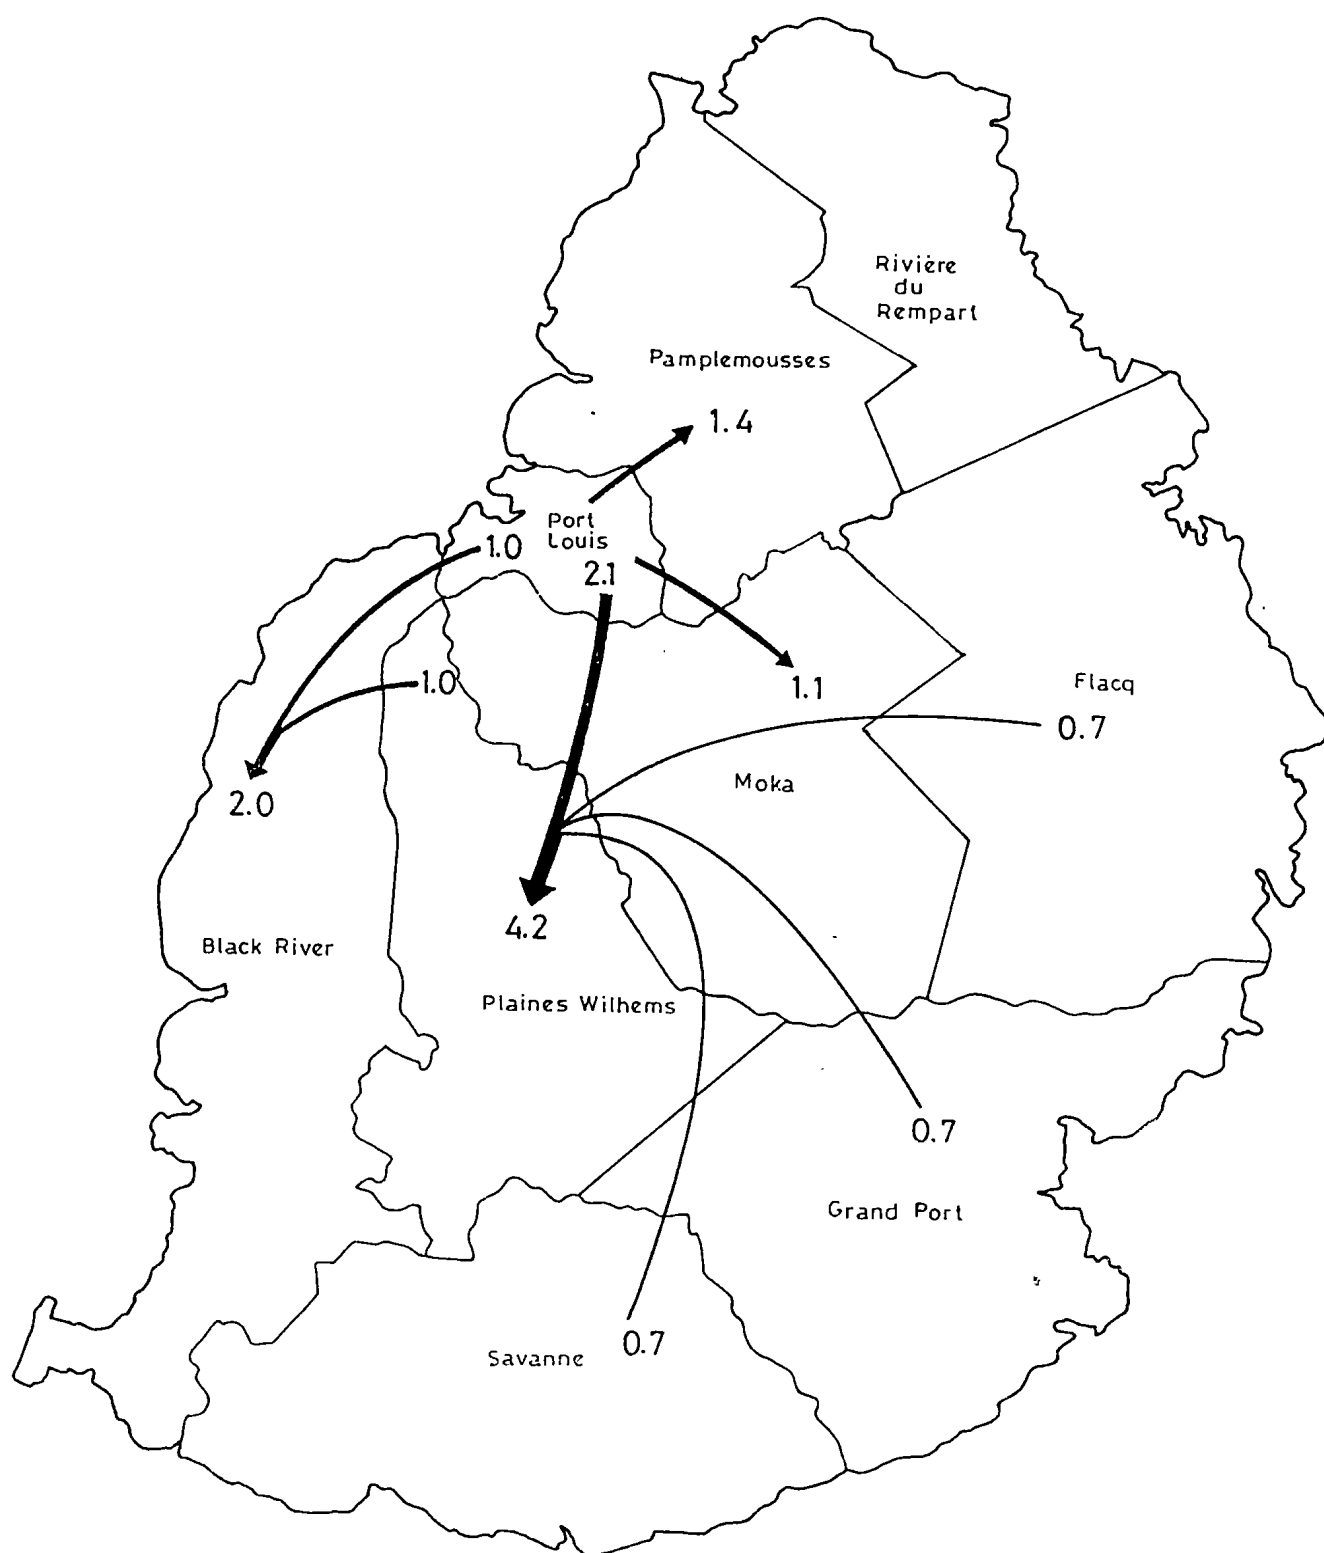 Rivière
du
Rempart
Pamplemousses
1.4
Port
Louis
1.0
2.1
1.0
1.1
Flacq
0.7
Moka
2.0
4.2
Black River
Plaines Wilhems
0.7
Grand Port
0.7
Savanne